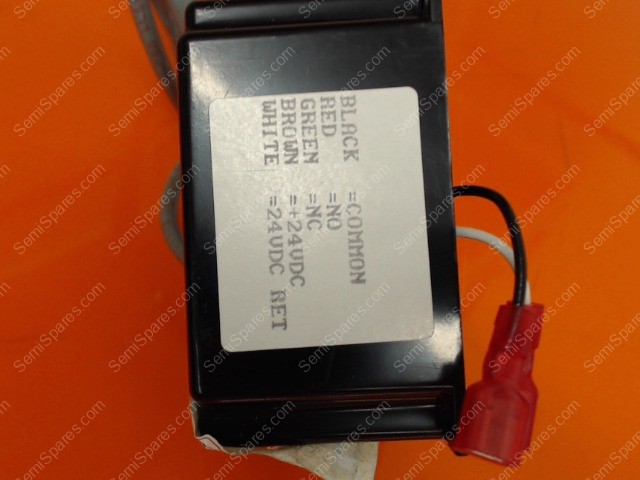 BLACK =COMMON
RED =NO
GREEN =NC
BROWN =+24VDC
WHITE =24VDC RET
SemiSpares.com